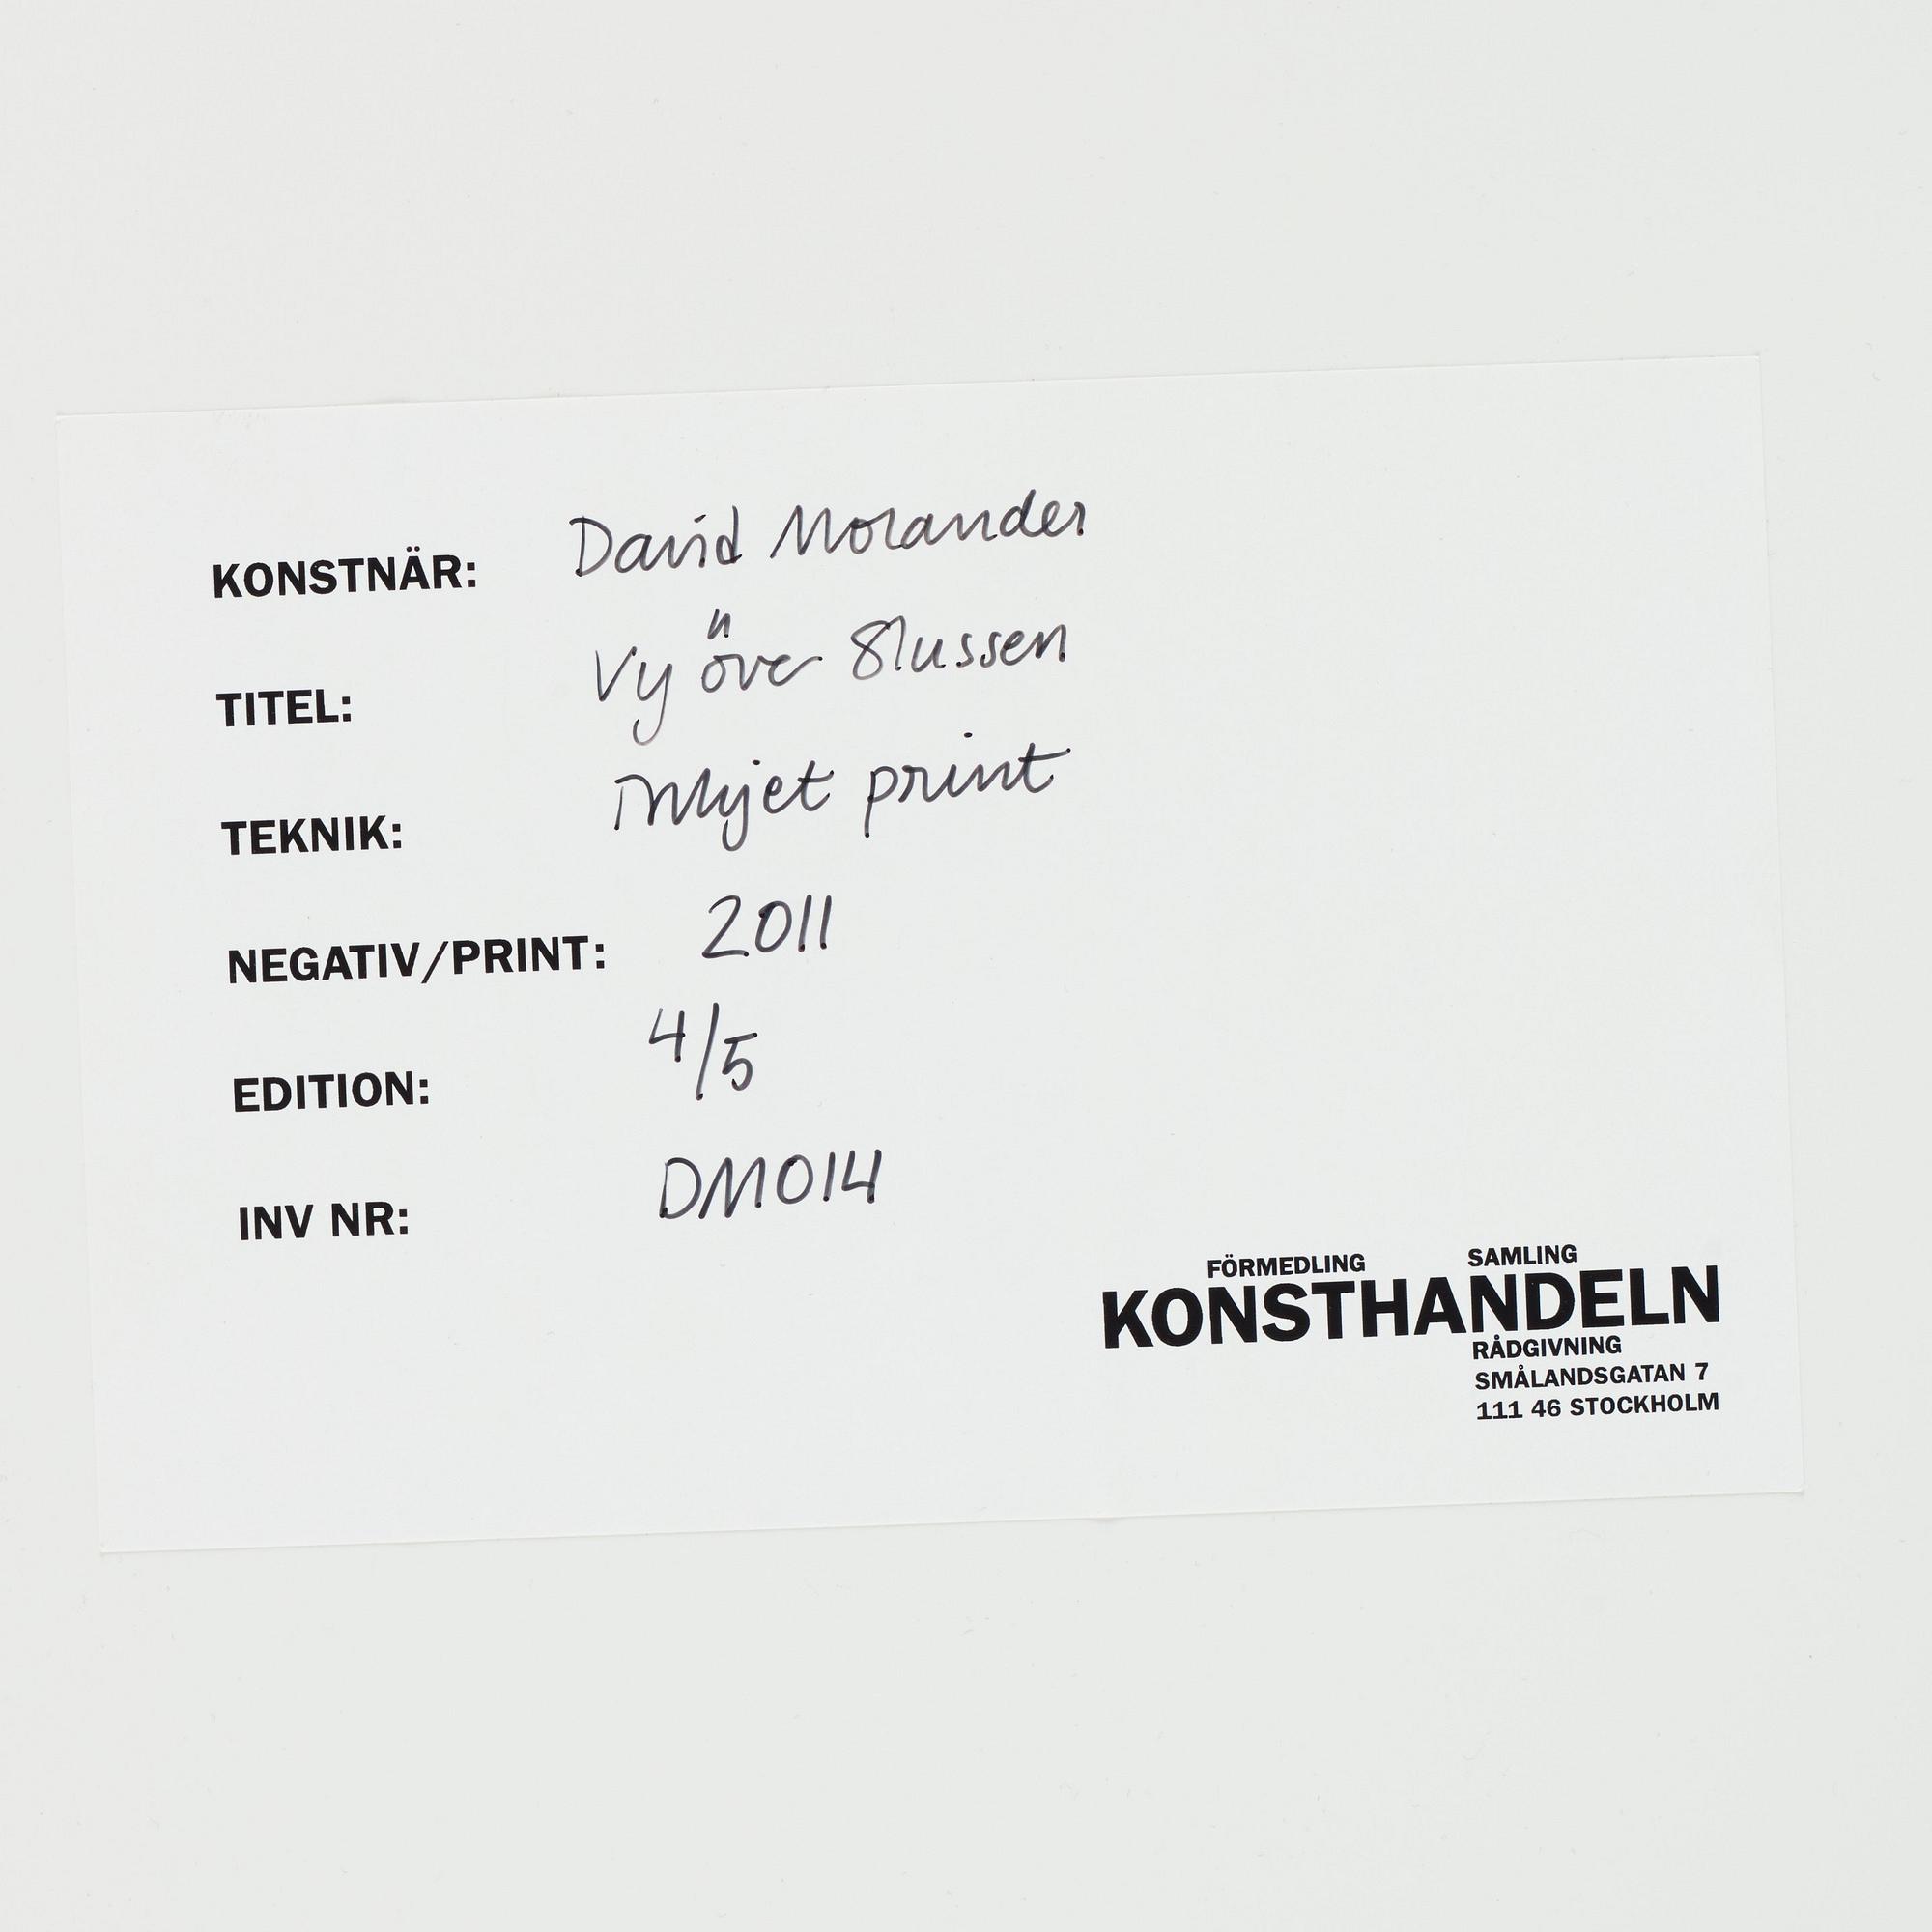 KONSTNÄR: David Morander
TITEL: Vy över Slussen
TEKNIK: Inkjet print
NEGATIV/PRINT: 2011
EDITION: 4/5
INV NR: DM014
FÖRMEDLING SAMLING
KONSTHANDELN
RÅDGIVNING
SMÅLANDSGATAN 7
111 46 STOCKHOLM